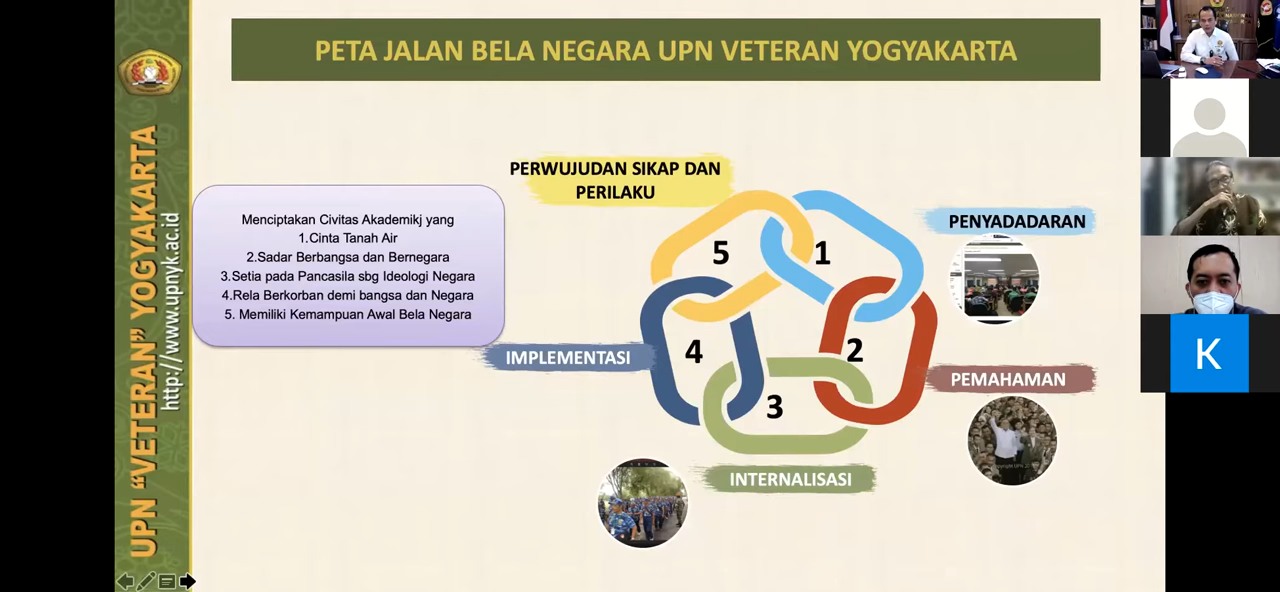 PETA JALAN BELA NEGARA UPN VETERAN YOGYAKARTA
UPN “VETERAN” YOGYAKARTA
http://www.upnyk.ac.id
PERWUJUDAN SIKAP DAN
PERILAKU
Menciptakan Civitas Akademikj yang
1.Cinta Tanah Air
2.Sadar Berbangsa dan Bernegara
3.Setia pada Pancasila sbg Ideologi Negara
4.Rela Berkorban demi bangsa dan Negara
5. Memiliki Kemampuan Awal Bela Negara
5
1
PENYADADARAN
4
2
IMPLEMENTASI
PEMAHAMAN
3
INTERNALISASI
K